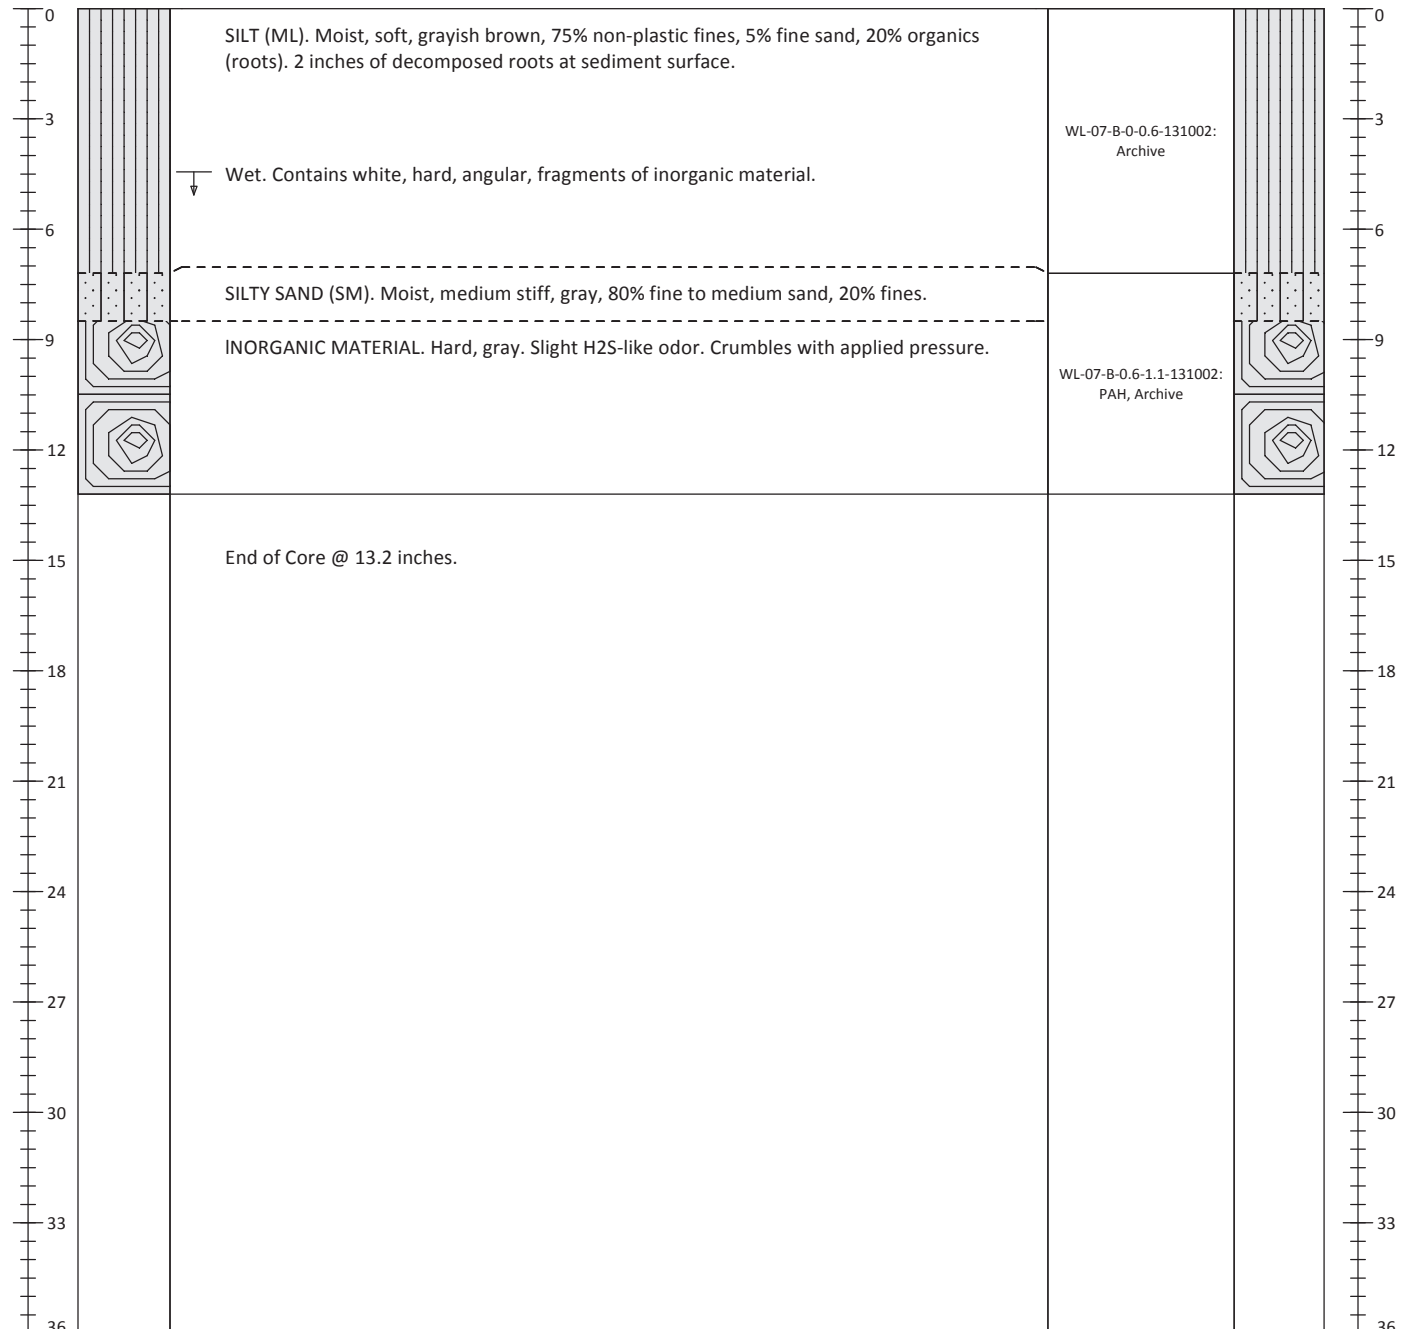 0
SILT (ML). Moist, soft, grayish brown, 75% non-plastic fines, 5% fine sand, 20% organics
(roots). 2 inches of decomposed roots at sediment surface.
0
3
WL-07-B-0-0.6-131002:
Archive
3
Wet. Contains white, hard, angular, fragments of inorganic material.
6
6
SILTY SAND (SM). Moist, medium stiff, gray, 80% fine to medium sand, 20% fines.
9
INORGANIC MATERIAL. Hard, gray. Slight H2S-like odor. Crumbles with applied pressure.
9
WL-07-B-0.6-1.1-131002:
PAH, Archive
12
12
15
End of Core @ 13.2 inches.
15
18
18
21
21
24
24
27
27
30
30
33
33
36
36